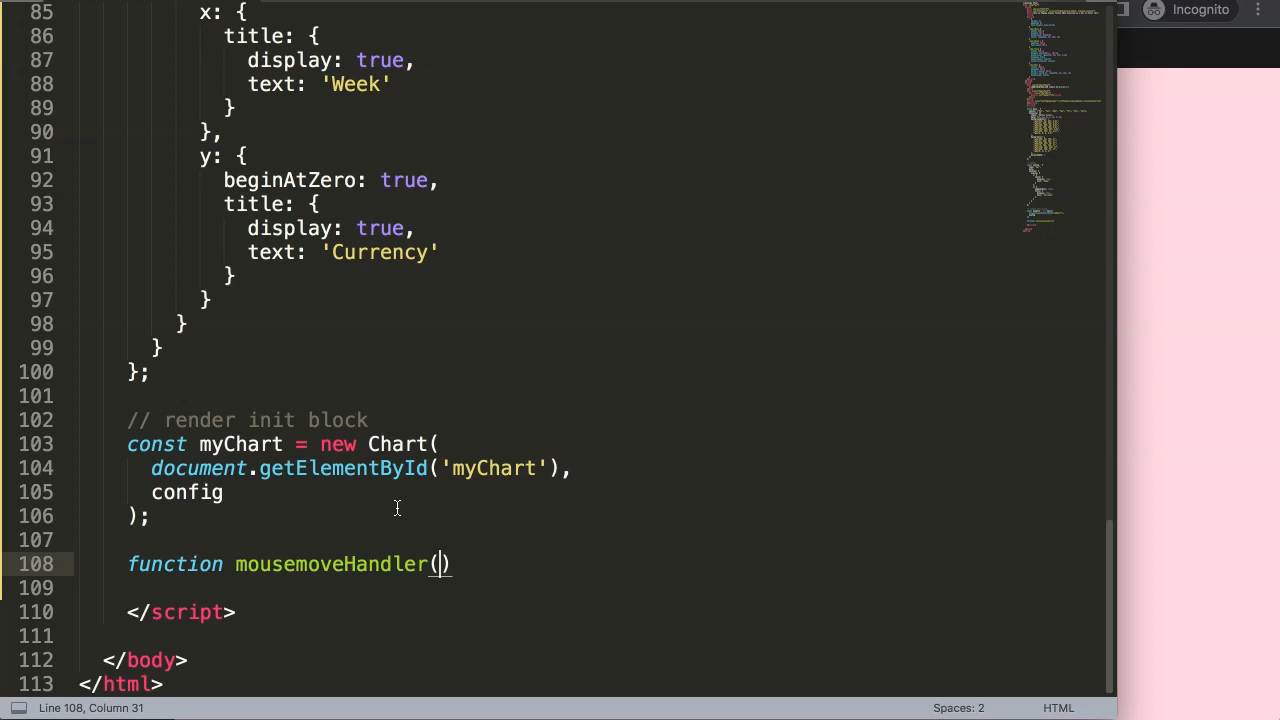 Incognito
85 x: {
86 title: {
87 display: true,
88 text: 'Week'
89 }
90 },
91 y: {
92 beginAtZero: true,
93 title: {
94 display: true,
95 text: 'Currency'
96 }
97 }
98 }
99 }
100 };
101
102 // render init block
103 const myChart = new Chart(
104 document.getElementById('myChart'),
105 config
106 );
107
108 function mousemoveHandler()
109
110 </script>
111
112 </body>
113 </html>
Line 108, Column 31
Spaces: 2
HTML